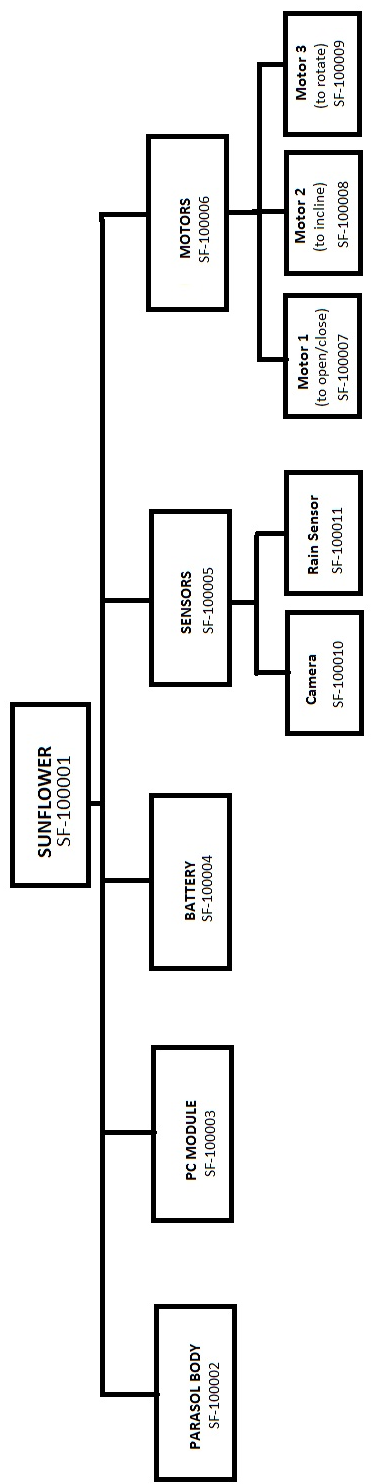 SUNFLOWER
SF-100001
PARASOL BODY
SF-100002
PC MODULE
SF-100003
BATTERY
SF-100004
SENSORS
SF-100005
MOTORS
SF-100006
Camera
SF-100010
Rain Sensor
SF-100011
Motor 1
(to open/close)
SF-100007
Motor 2
(to incline)
SF-100008
Motor 3
(to rotate)
SF-100009